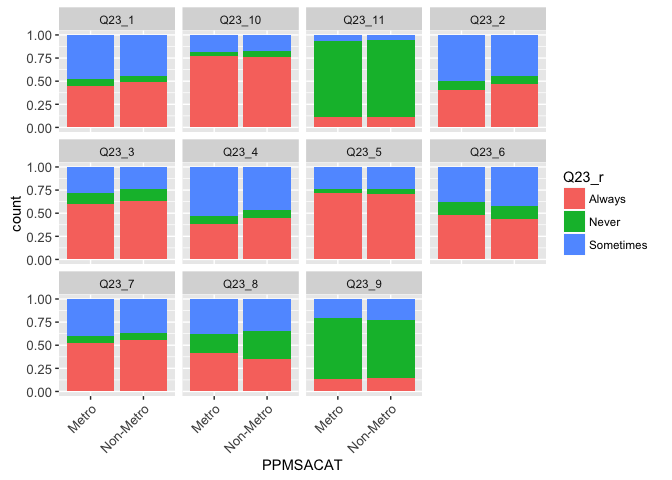 Q23_1 Q23_10 Q23_11 Q23_2
1.00
0.75
0.50
0.25
0.00
Q23_3 Q23_4 Q23_5 Q23_6
1.00
0.75
0.50
0.25
0.00
Q23_7 Q23_8 Q23_9
1.00
0.75
0.50
0.25
0.00
Metro Non-Metro Metro Non-Metro Metro Non-Metro
PPMSACAT
count
Q23_r
Always
Never
Sometimes